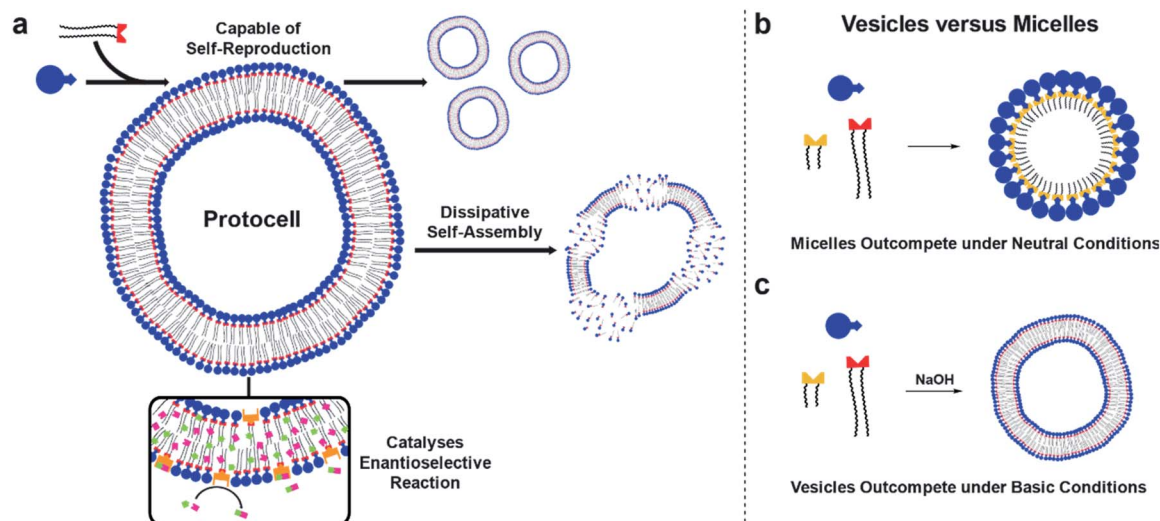 a
Capable of
Self-Reproduction
Protocell
Dissipative
Self-Assembly
Catalyses
Enantioselective
Reaction
b
Vesicles versus Micelles
Micelles Outcompete under Neutral Conditions
c
NaOH
Vesicles Outcompete under Basic Conditions